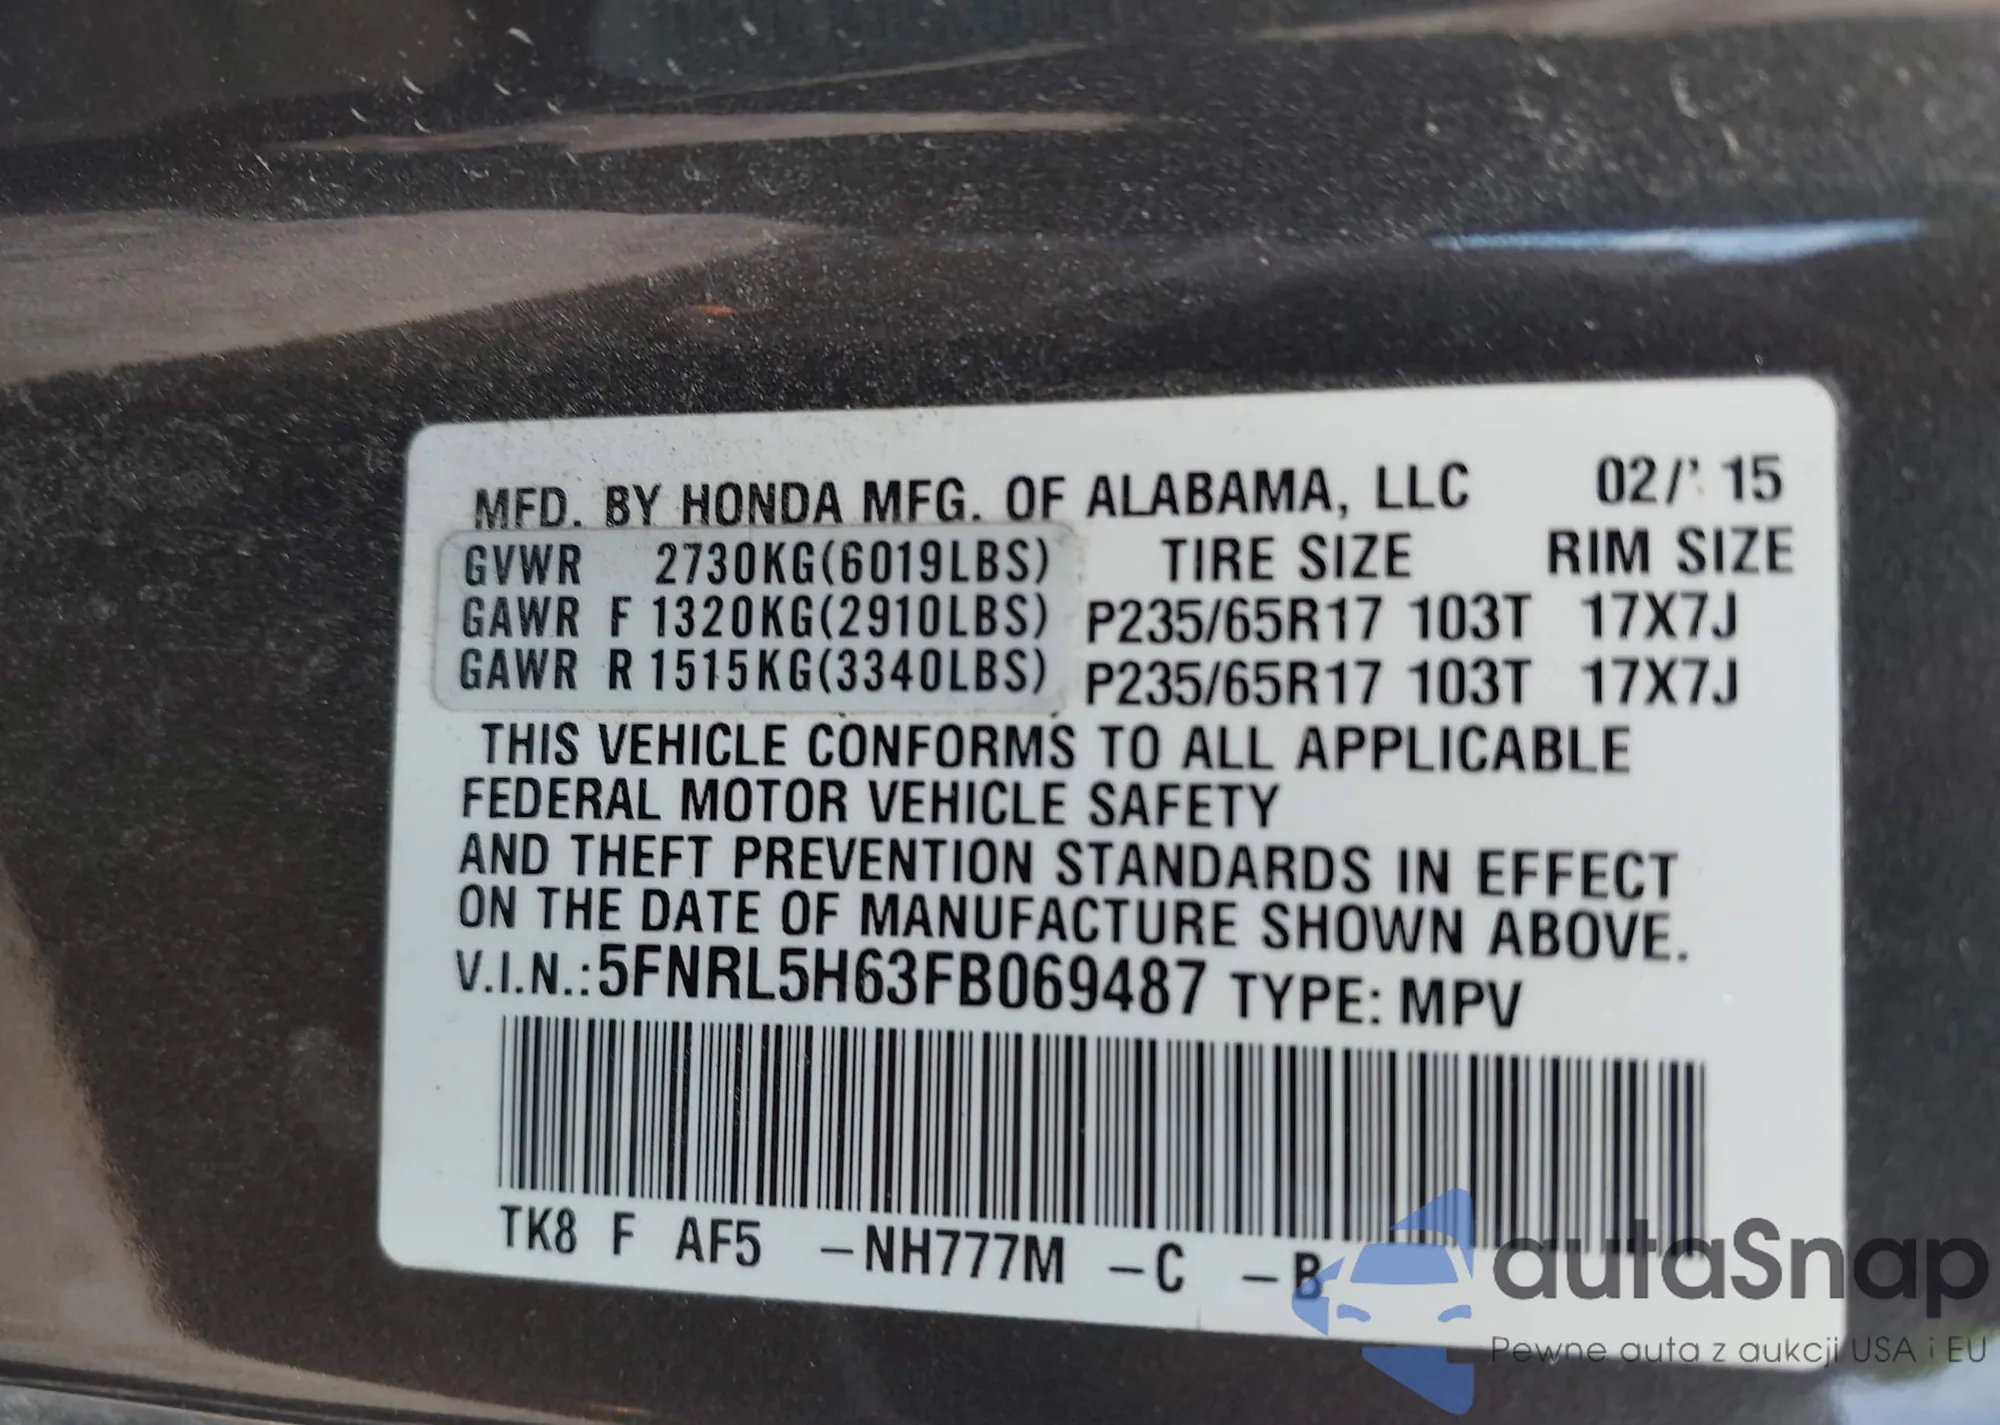 MFD. BY HONDA MFG. OF ALABAMA, LLC 02/' 15
GVWR 2730KG(6019LBS) TIRE SIZE RIM SIZE
GAWR F 1320KG(2910LBS) P235/65R17 103T 17X7J
GAWR R 1515KG(3340LBS) P235/65R17 103T 17X7J
THIS VEHICLE CONFORMS TO ALL APPLICABLE
FEDERAL MOTOR VEHICLE SAFETY
AND THEFT PREVENTION STANDARDS IN EFFECT
ON THE DATE OF MANUFACTURE SHOWN ABOVE.
V.I.N.:5FNRL5H63FB069487 TYPE: MPV
TK8 F AF5 –NH777M –C –B
autaSnap
Pewne auta z aukcji USA i EU